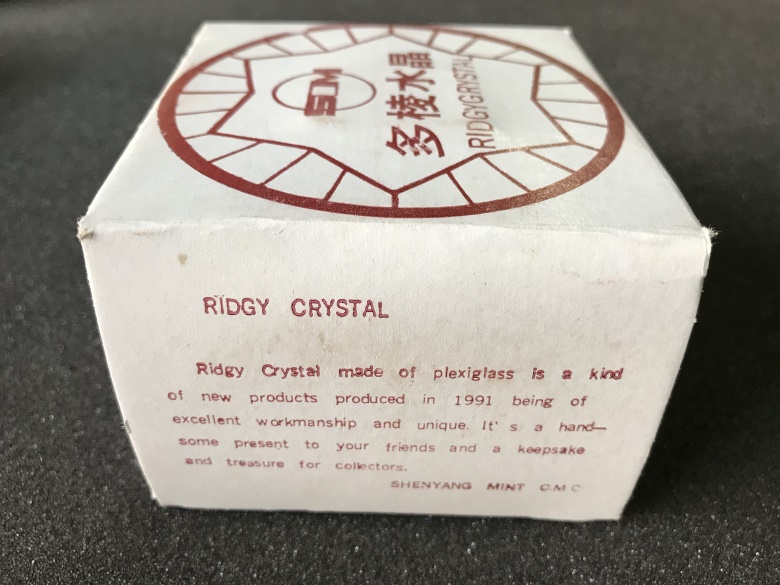 SDM
多棱水晶
RIDGYGRYSTAL
RIDGY CRYSTAL
Ridgy Crystal made of plexiglass is a kind
of new products produced in 1991 being of
excellent workmanship and unique. It's a hand—
some present to your friends and a keepsake
and treasure for collectors.
SHENYANG MINT C.M.C